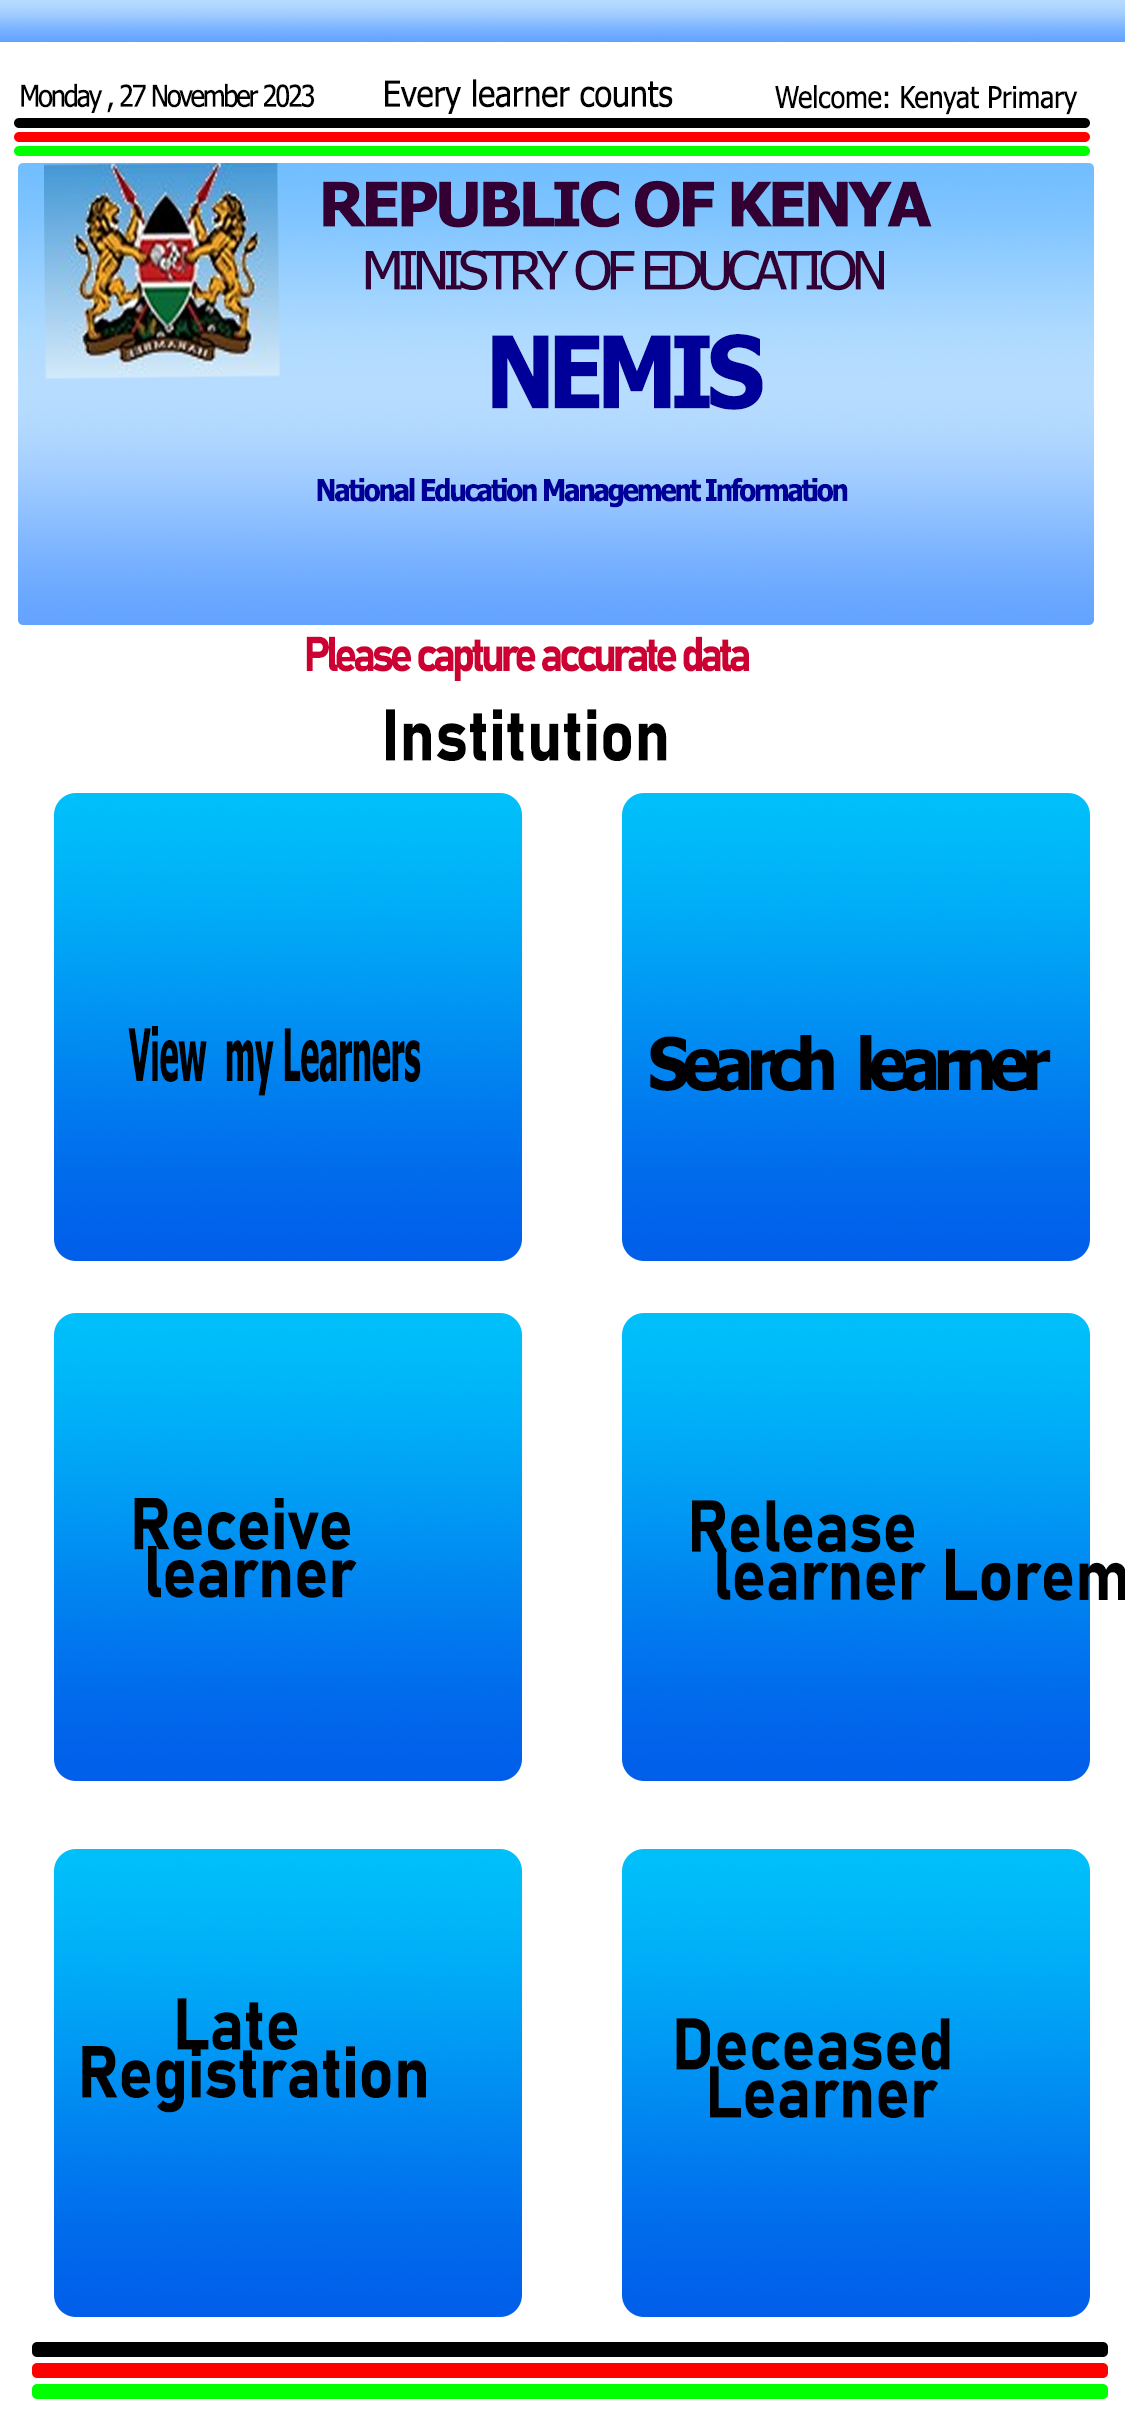 Monday , 27 November 2023 Every learner counts Welcome: Kenyat Primary
REPUBLIC OF KENYA
MINISTRY OF EDUCATION
NEMIS
National Education Management Information
Please capture accurate data
Institution
View my Learners
Search learner
Receive
learner
Release
learner Lorem
Late
Registration
Deceased
Learner